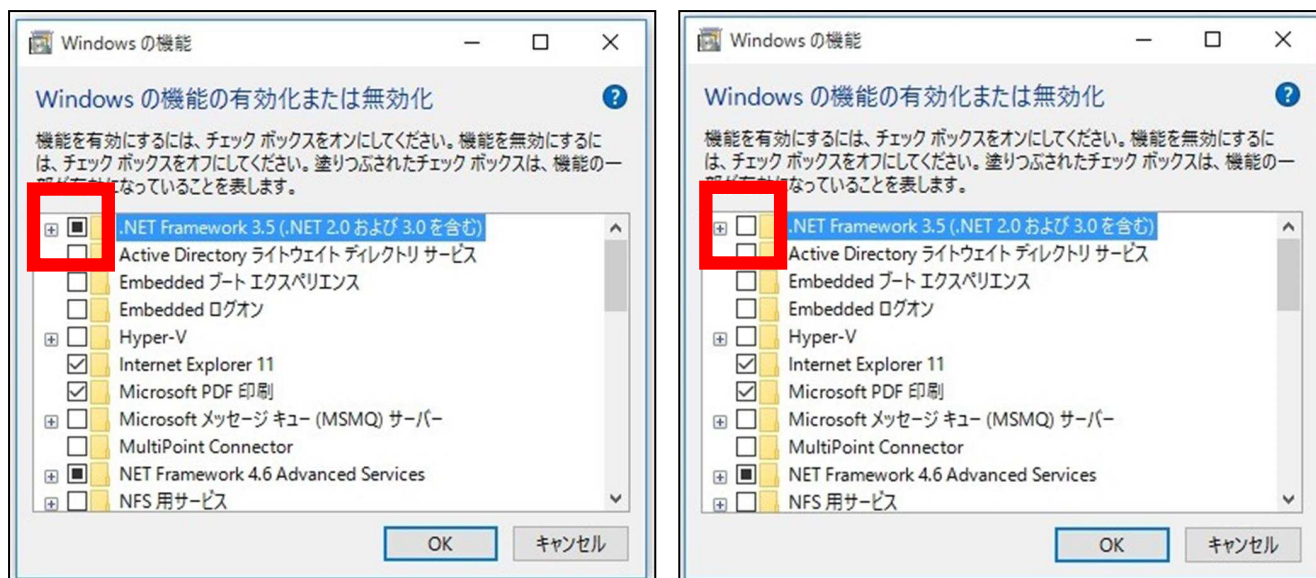 Windows の機能
Windows の機能の有効化または無効化
機能を有効にするには、チェック ボックスをオンにしてください。機能を無効にするに
は、チェック ボックスをオフにしてください。塗りつぶされたチェック ボックスは、機能の一
部が有効になっていることを表します。
.NET Framework 3.5 (.NET 2.0 および 3.0 を含む)
Active Directory ライトウェイト ディレクトリ サービス
Embedded ブート エクスペリエンス
Embedded ログオン
Hyper-V
Internet Explorer 11
Microsoft PDF 印刷
Microsoft メッセージ キュー (MSMQ) サーバー
MultiPoint Connector
NET Framework 4.6 Advanced Services
NFS 用サービス
OK
キャンセル
Windows の機能
Windows の機能の有効化または無効化
機能を有効にするには、チェック ボックスをオンにしてください。機能を無効にするに
は、チェック ボックスをオフにしてください。塗りつぶされたチェック ボックスは、機能の一
部が有効になっていることを表します。
.NET Framework 3.5 (.NET 2.0 および 3.0 を含む)
Active Directory ライトウェイト ディレクトリ サービス
Embedded ブート エクスペリエンス
Embedded ログオン
Hyper-V
Internet Explorer 11
Microsoft PDF 印刷
Microsoft メッセージ キュー (MSMQ) サーバー
MultiPoint Connector
NET Framework 4.6 Advanced Services
NFS 用サービス
OK
キャンセル